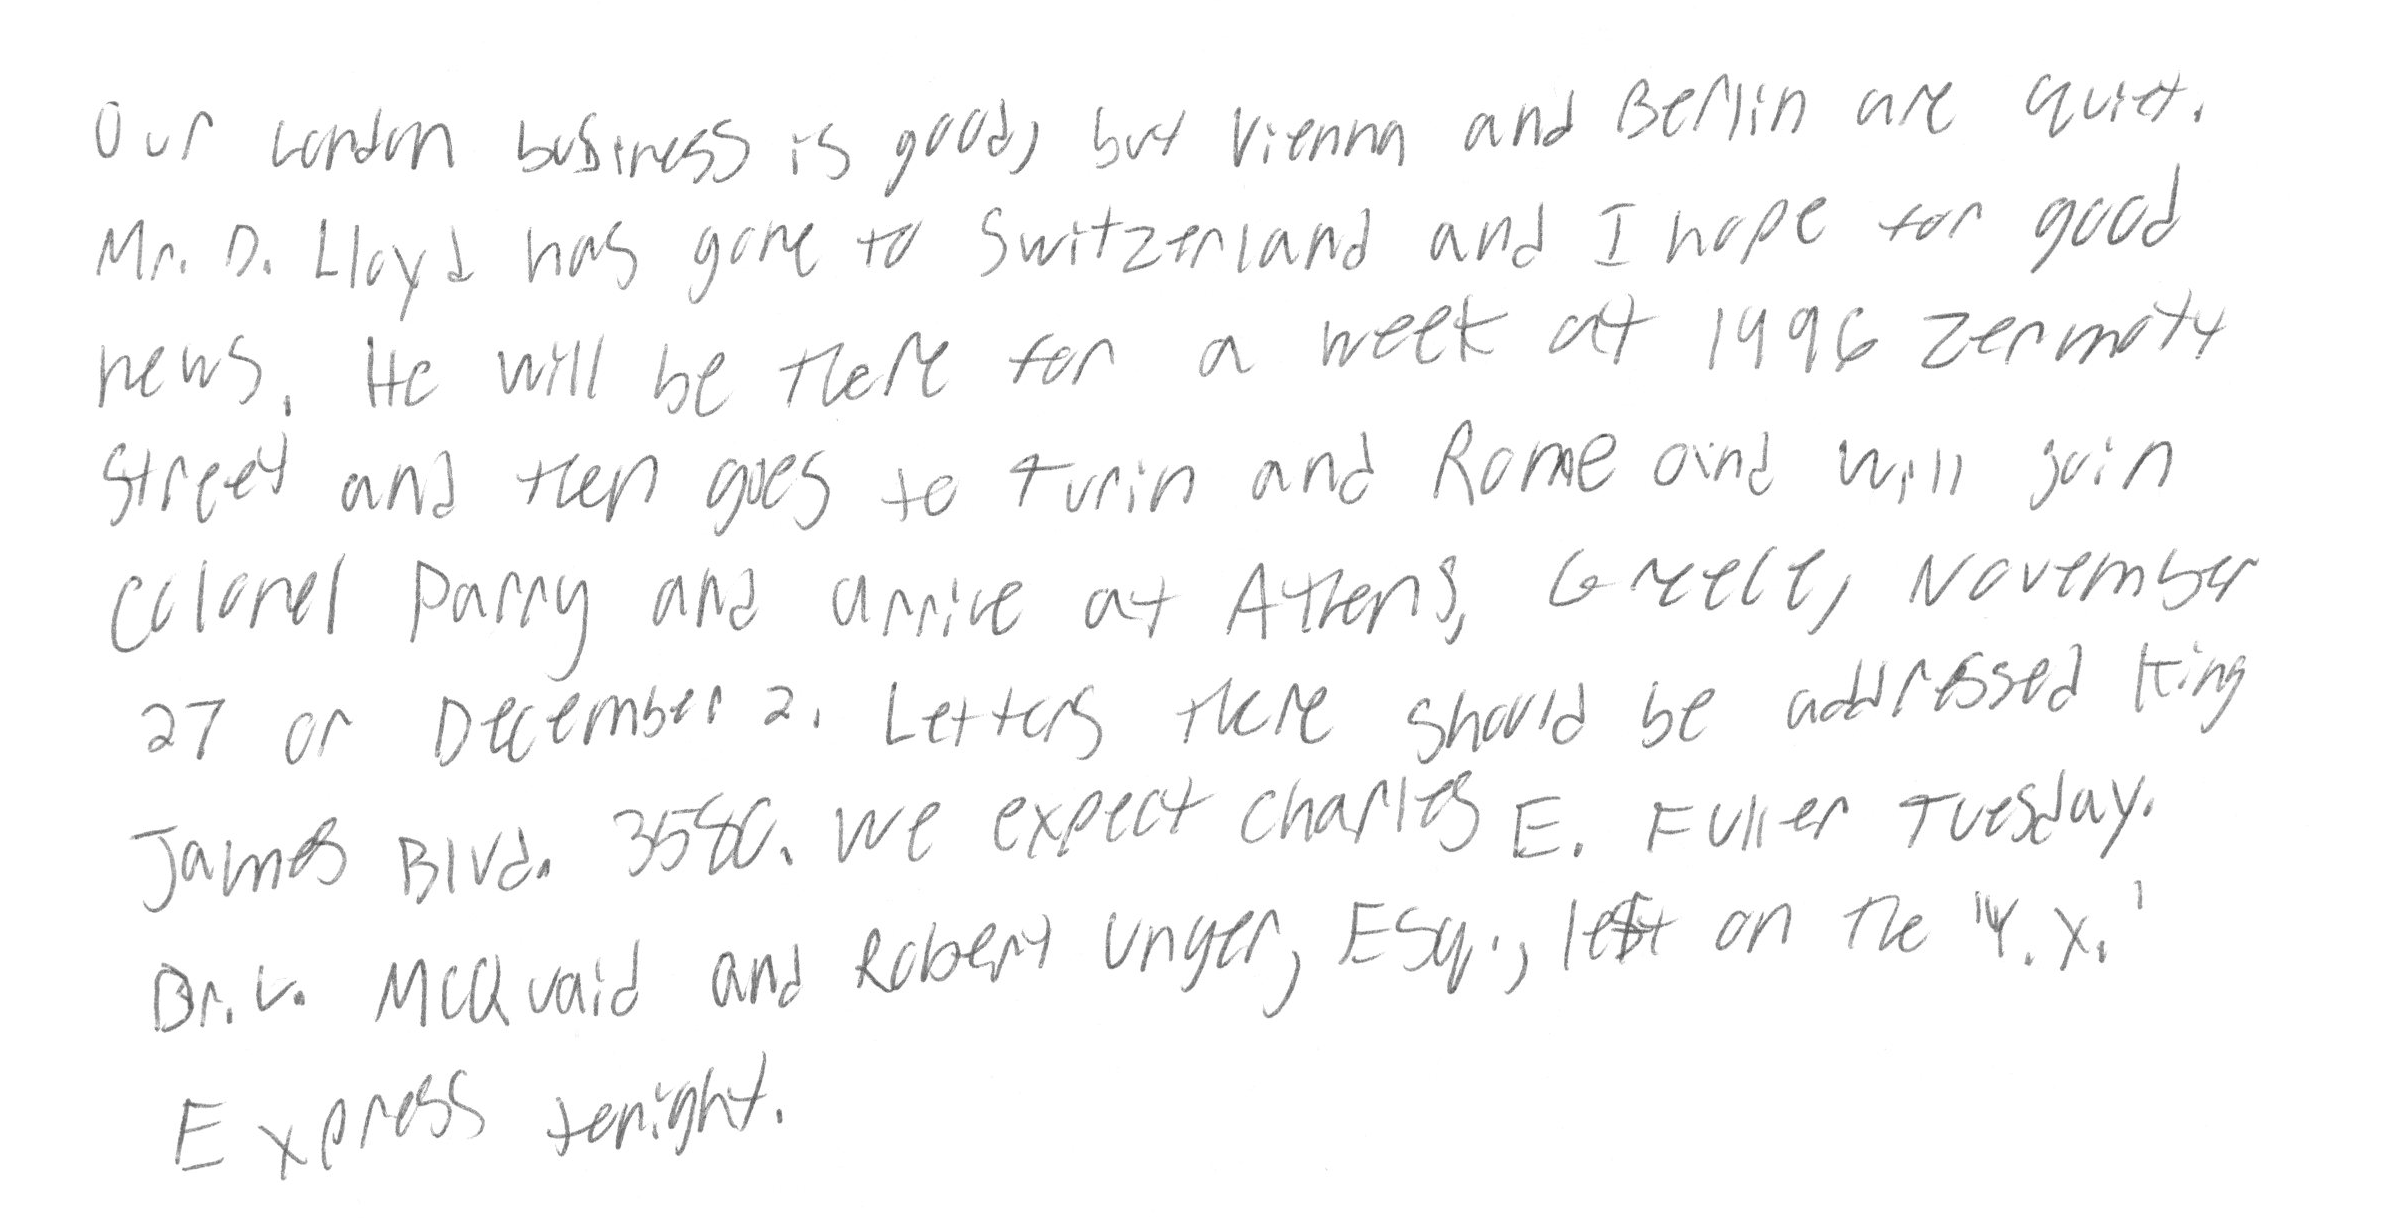 Our London business is good, but Vienna and Berlin are quiet.
Mr. D. Lloyd has gone to Switzerland and I hope for good
news. He will be there for a week at 1996 Zermott
Street and then goes to Turin and Rome and will join
Colonel Parry and arrive at Athens, Greece, November
27 or December 2. Letters there should be addressed King
James Blvd. 3580. We expect Charles E. Fuller Tuesday.
Dr. L. McQuaid and Robert Unger, Esq., left on the "Y.X.'
Express tonight.